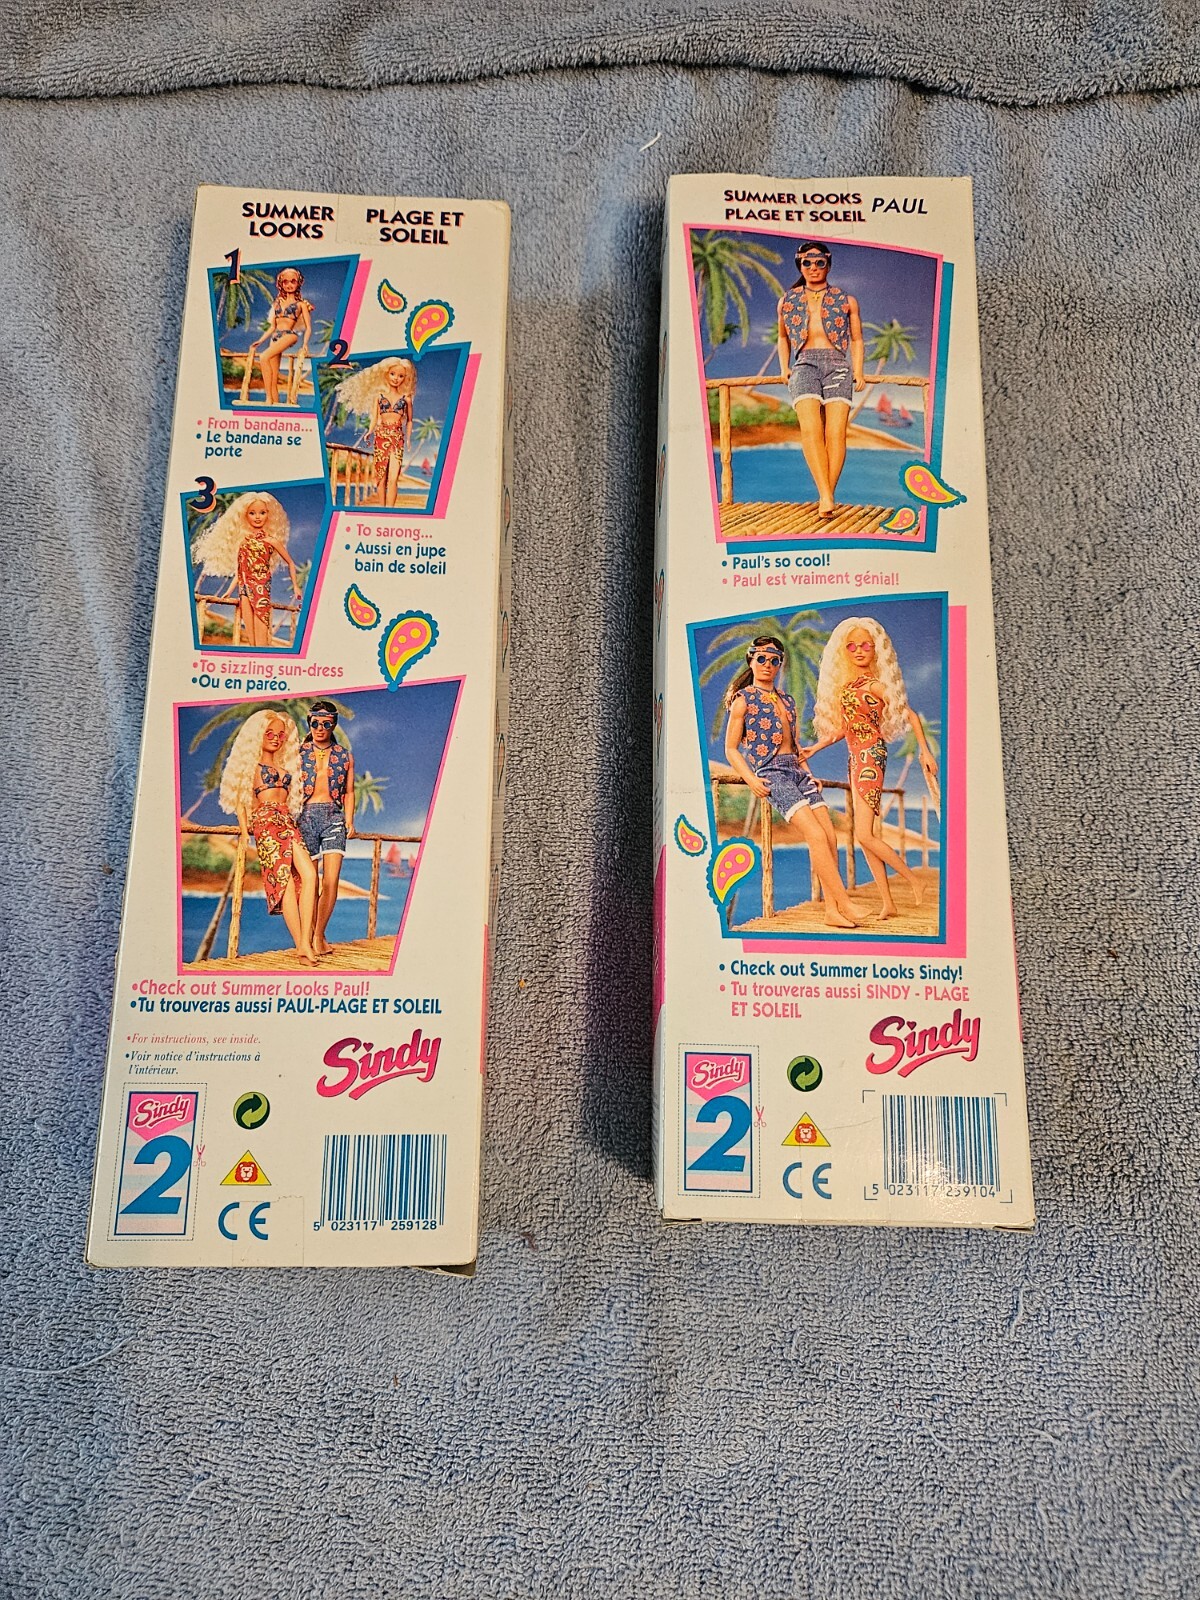 SUMMER LOOKS
PLAGE ET SOLEIL
1
• From bandana...
• Le bandana se
porte
2
• To sarong...
• Aussi en jupe
bain de soleil
3
•To sizzling sun-dress
•Ou en paréo.
•Check out Summer Looks Paul!
•Tu trouveras aussi PAUL-PLAGE ET SOLEIL
•For instructions, see inside.
•Voir notice d'instructions à
l'intérieur.
Sindy
Sindy
2
CE
5 023117 259128
SUMMER LOOKS
PLAGE ET SOLEIL
PAUL
• Paul's so cool!
• Paul est vraiment génial!
• Check out Summer Looks Sindy!
• Tu trouveras aussi SINDY - PLAGE
ET SOLEIL
Sindy
Sindy
2
CE
5 023117 259104